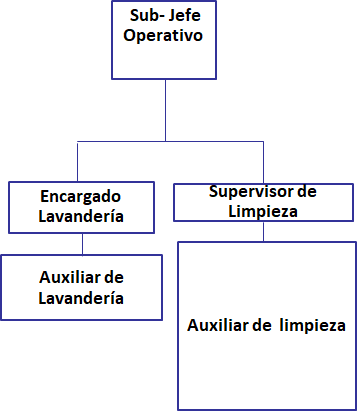 Sub- Jefe
Operativo
Encargado
Lavandería
Supervisor de
Limpieza
Auxiliar de
Lavandería
Auxiliar de limpieza